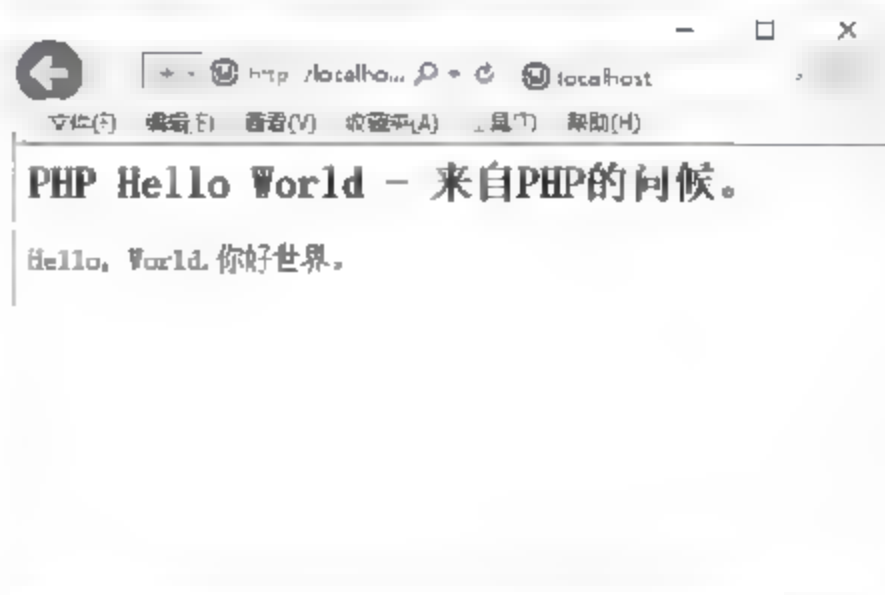 http://localho... localhost
文件(F) 编辑(E) 查看(V) 收藏夹(A) 工具(T) 帮助(H)
PHP Hello World - 来自PHP的问候。
Hello, World.你好世界。